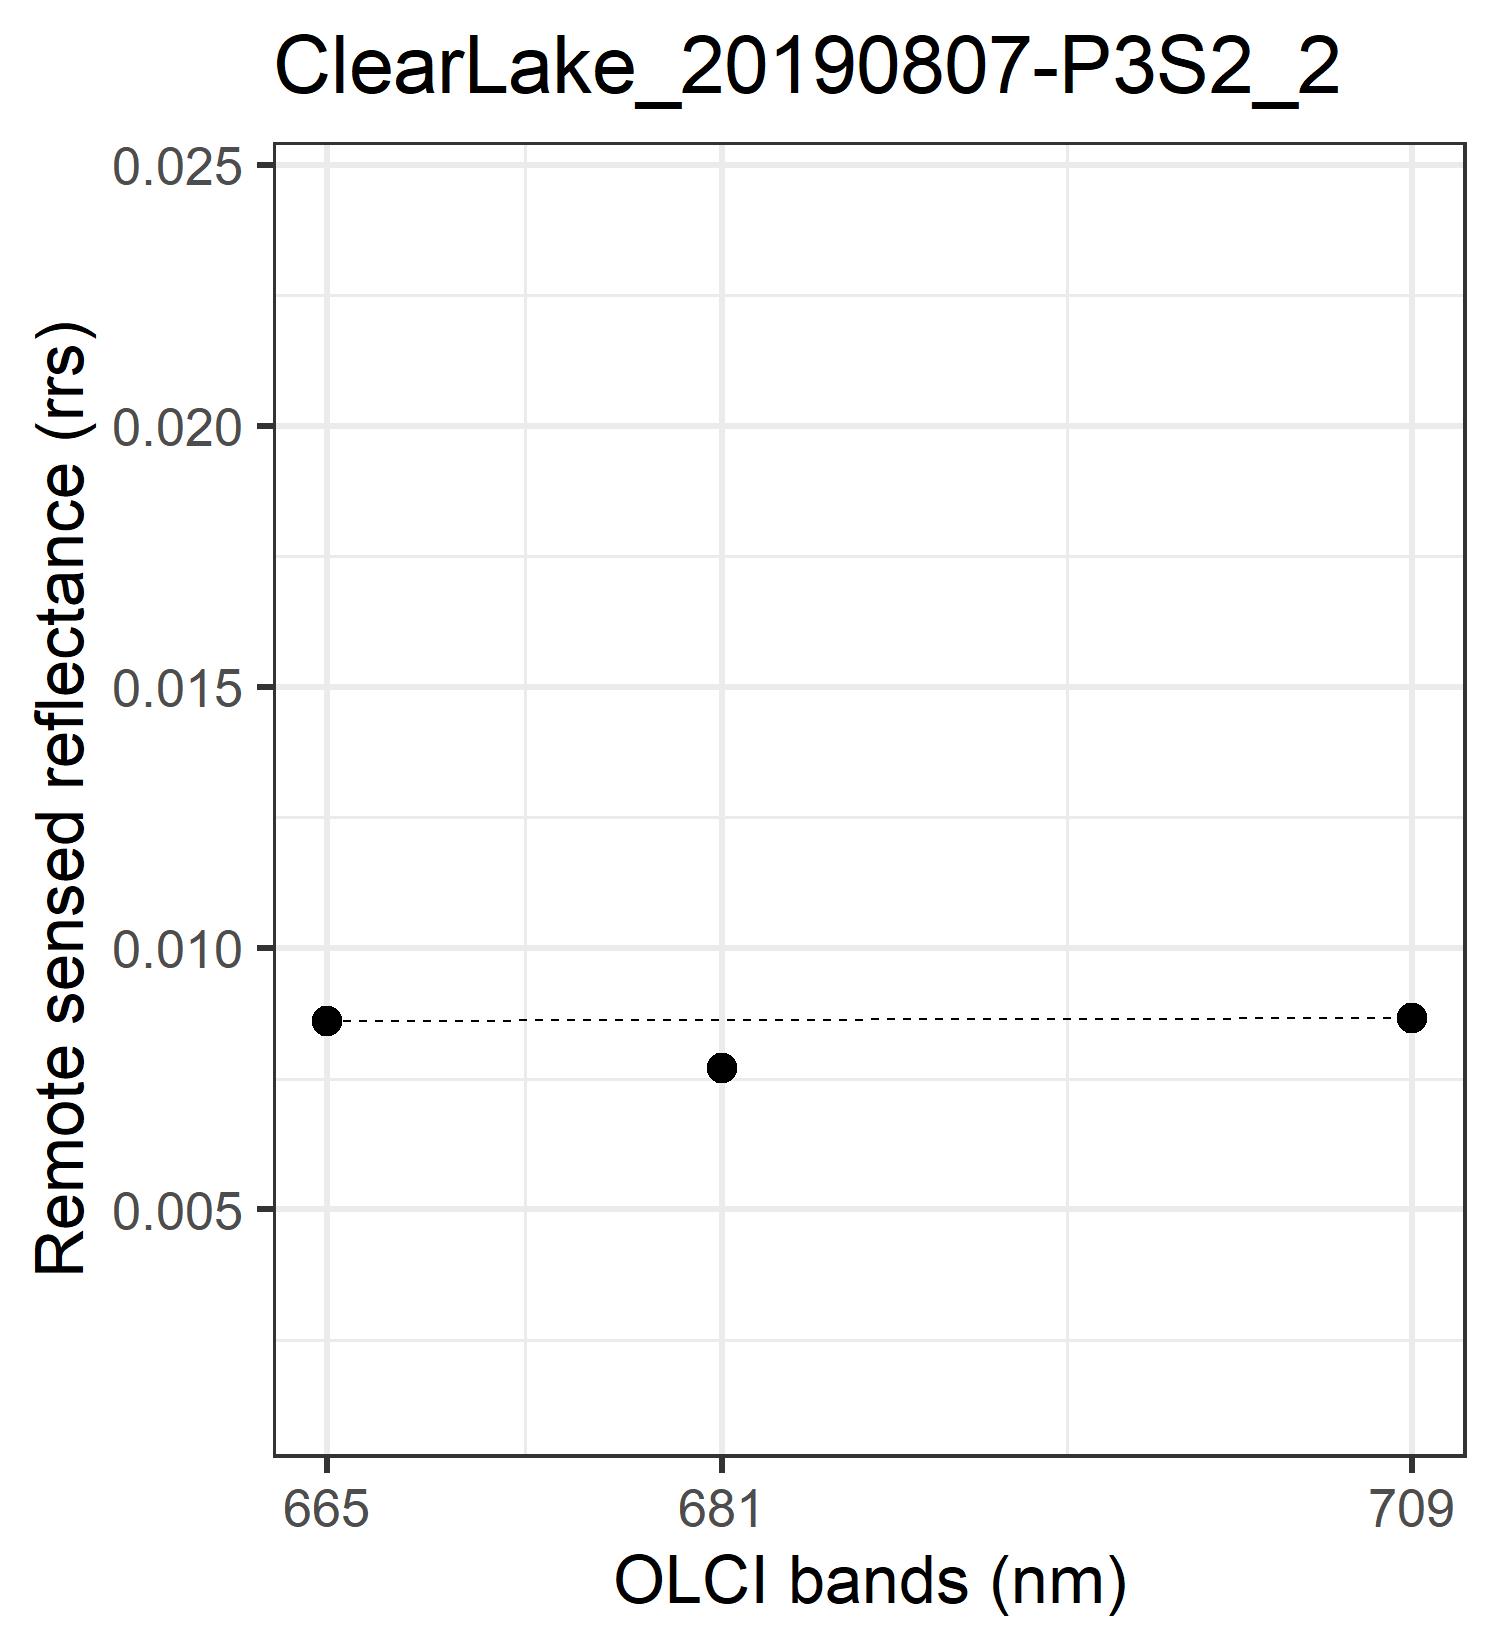 ClearLake_20190807-P3S2_2
Remote sensed reflectance (rrs)
0.025
0.020
0.015
0.010
0.005
665 681 709
OLCI bands (nm)